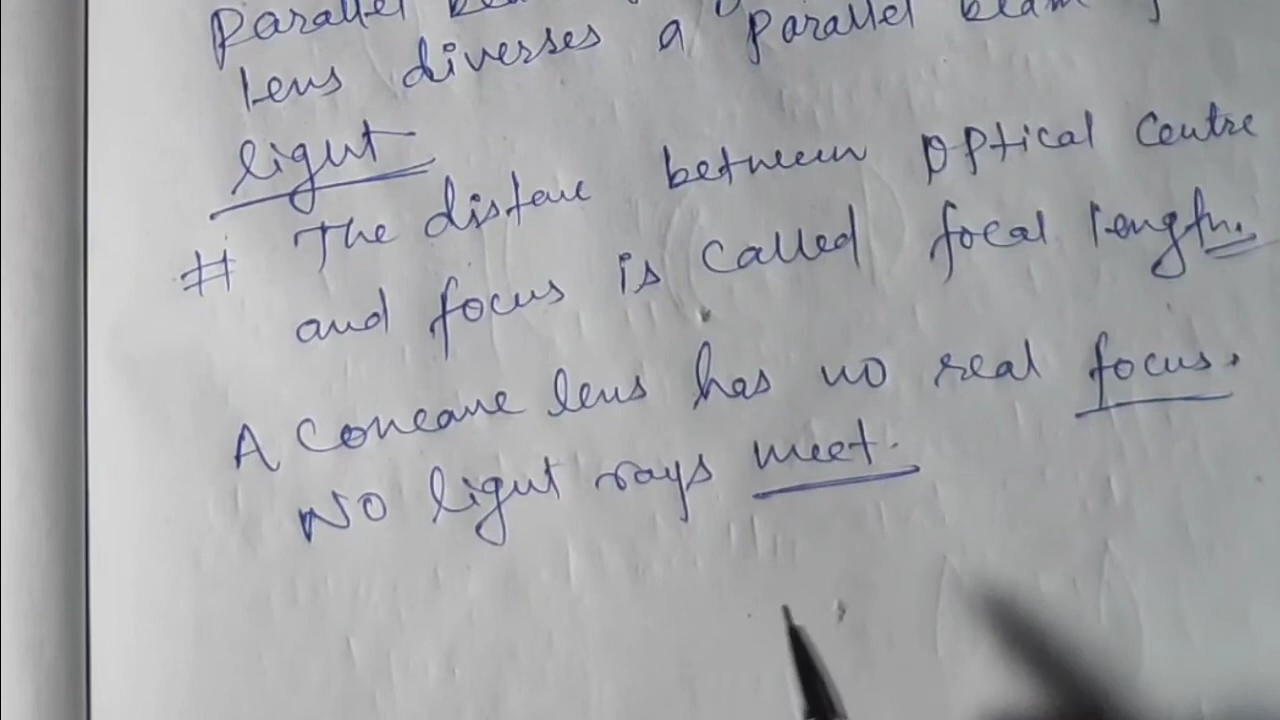 Parallel
lens diverses a parallel beam
light
# The distance between optical centre
and focus is called focal length.
A Concave lens has no real focus.
No light rays meet.